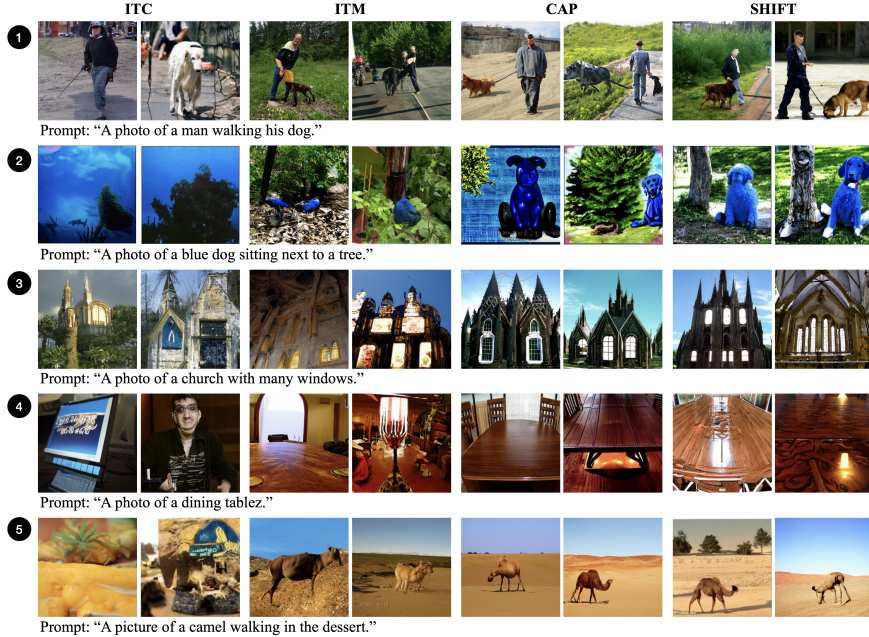 ITC ITM CAP SHIFT
1
Prompt: “A photo of a man walking his dog.”
2
Prompt: “A photo of a blue dog sitting next to a tree.”
3
Prompt: “A photo of a church with many windows.”
4
Prompt: “A photo of a dining tablez.”
5
Prompt: “A picture of a camel walking in the dessert.”